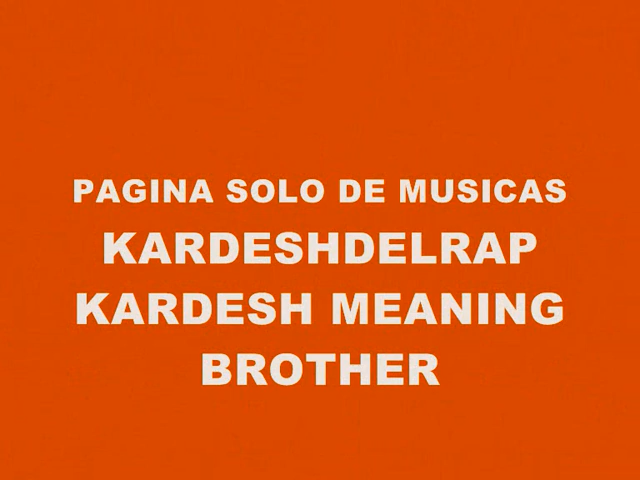 PAGINA SOLO DE MUSICAS
KARDESHDELRAP
KARDESH MEANING
BROTHER